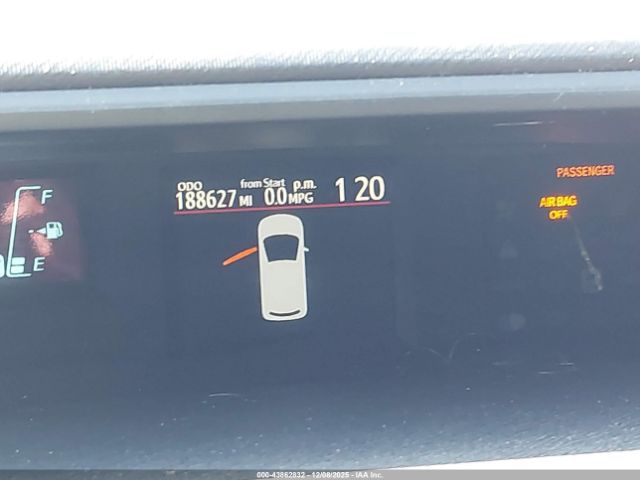 F
E
ODO from Start p.m. 1 20
188627 MI 0.0 MPG
PASSENGER
AIR BAG
OFF
000-43862832 - 12/08/2025 - IAA Inc.